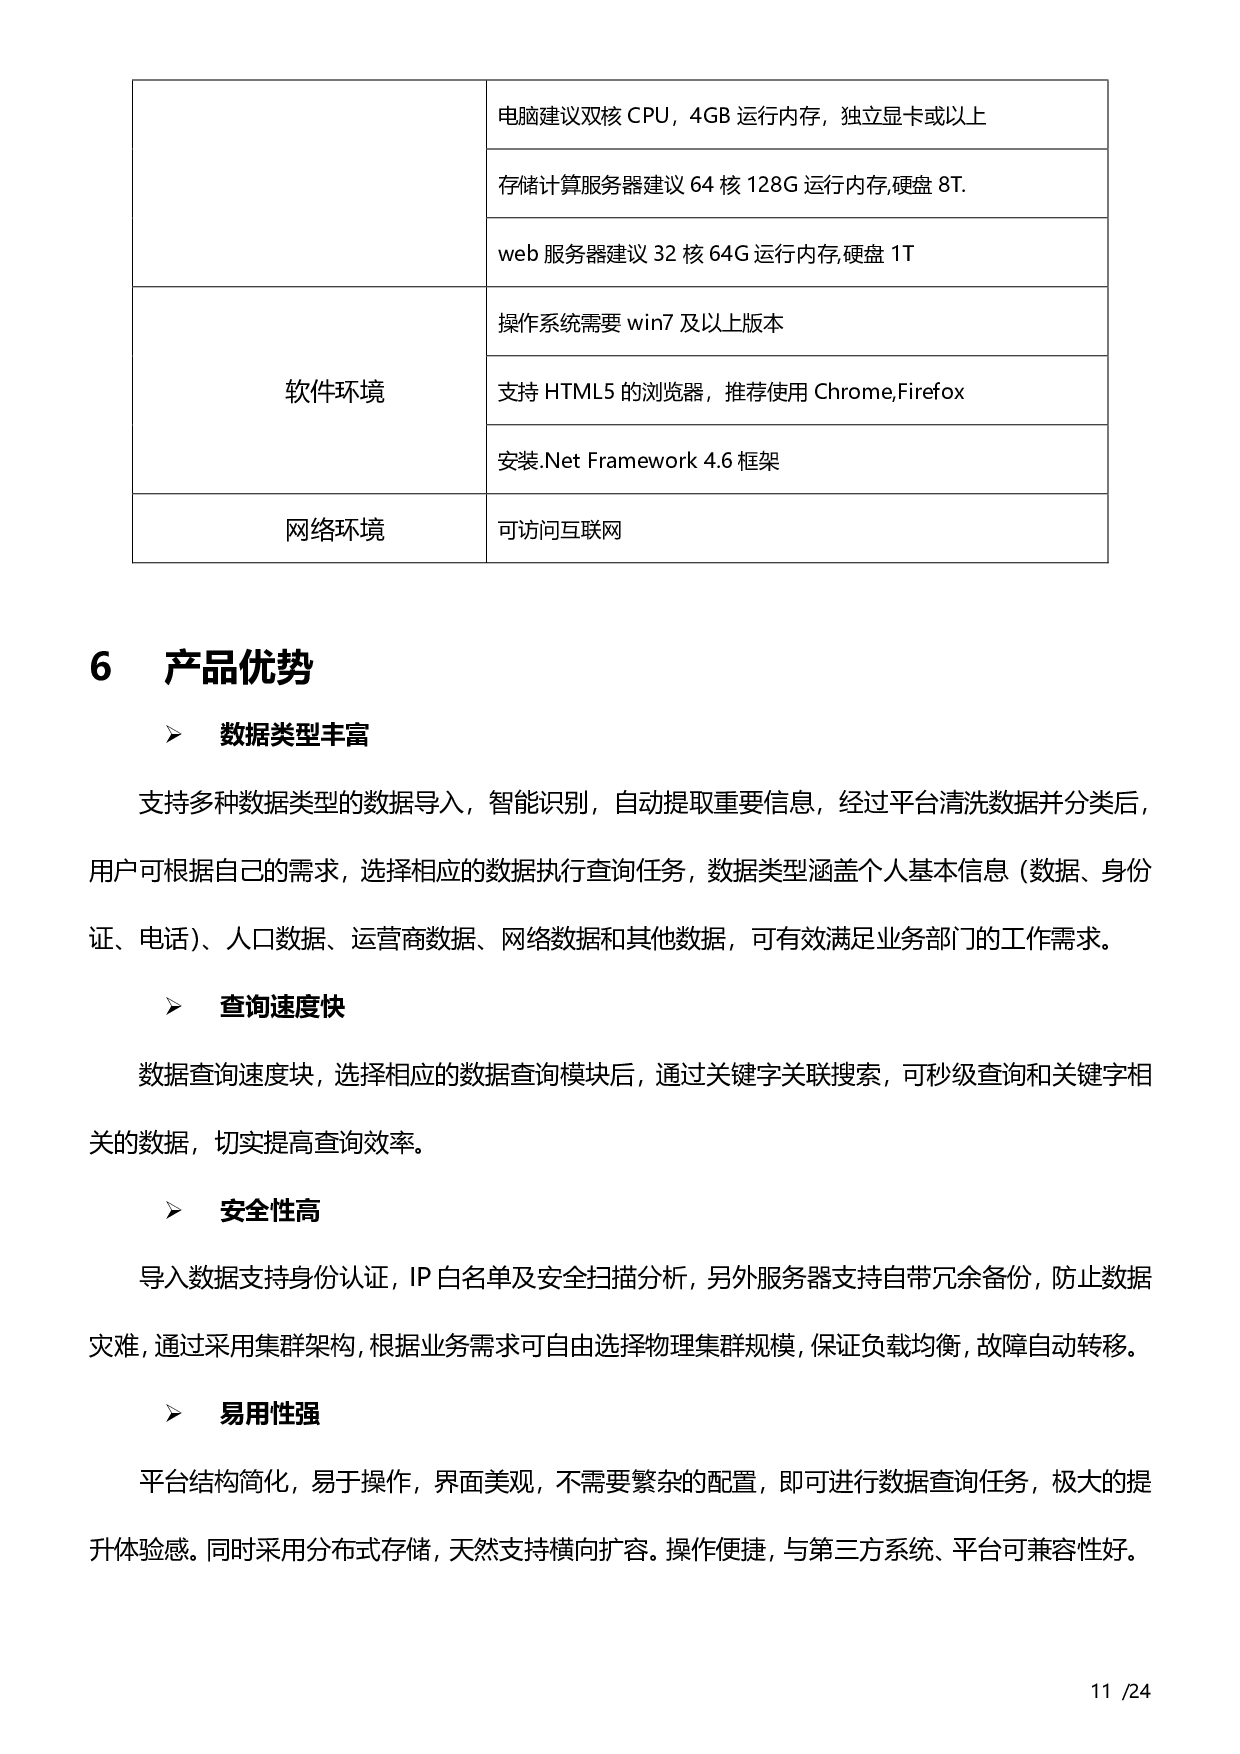 电脑建议双核 CPU，4GB 运行内存，独立显卡或以上
存储计算服务器建议 64 核 128G 运行内存,硬盘 8T.
web 服务器建议 32 核 64G 运行内存,硬盘 1T
操作系统需要 win7 及以上版本
软件环境
支持 HTML5 的浏览器，推荐使用 Chrome,Firefox
安装.Net Framework 4.6 框架
网络环境
可访问互联网
6 产品优势
➢ 数据类型丰富
支持多种数据类型的数据导入，智能识别，自动提取重要信息，经过平台清洗数据并分类后，
用户可根据自己的需求，选择相应的数据执行查询任务，数据类型涵盖个人基本信息（数据、身份
证、电话）、人口数据、运营商数据、网络数据和其他数据，可有效满足业务部门的工作需求。
➢ 查询速度快
数据查询速度块，选择相应的数据查询模块后，通过关键字关联搜索，可秒级查询和关键字相
关的数据，切实提高查询效率。
➢ 安全性高
导入数据支持身份认证，IP 白名单及安全扫描分析，另外服务器支持自带冗余备份，防止数据
灾难，通过采用集群架构，根据业务需求可自由选择物理集群规模，保证负载均衡，故障自动转移。
➢ 易用性强
平台结构简化，易于操作，界面美观，不需要繁杂的配置，即可进行数据查询任务，极大的提
升体验感。同时采用分布式存储，天然支持横向扩容。操作便捷，与第三方系统、平台可兼容性好。
11 /24